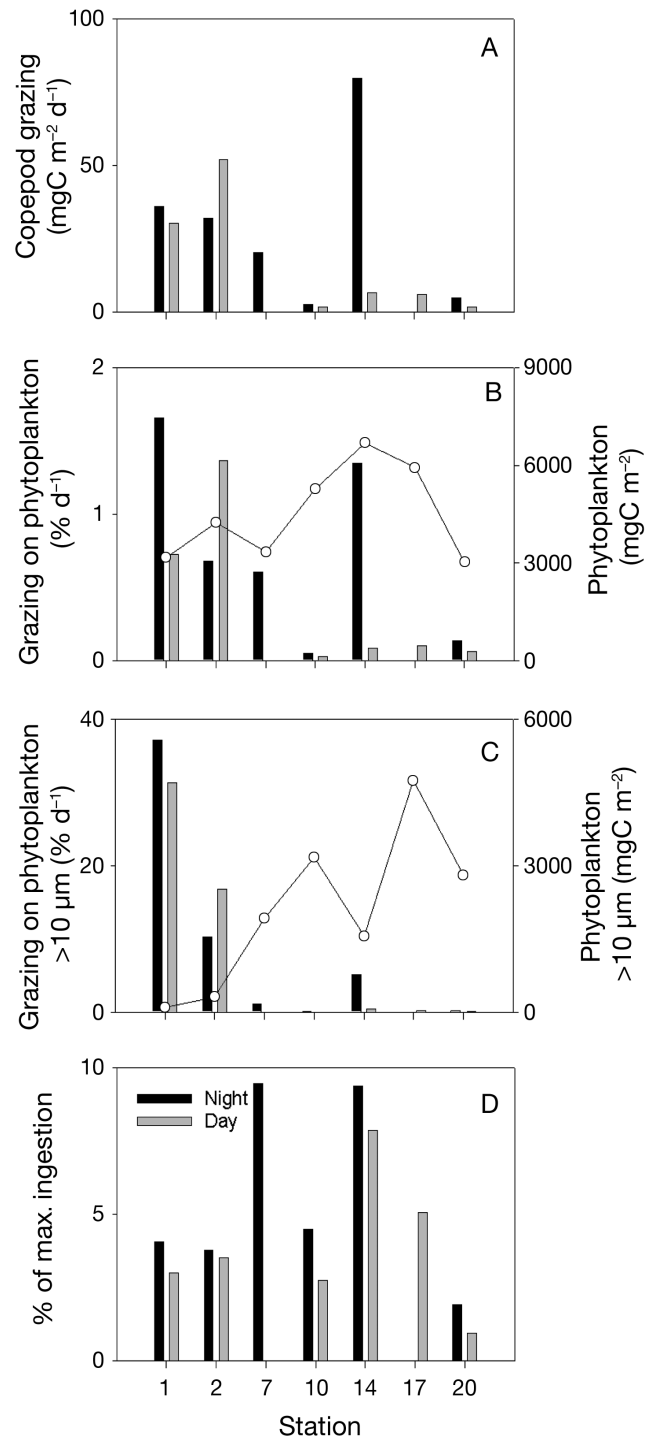 A
Copepod grazing
(mgC m⁻² d⁻¹)
100
50
0
B
Grazing on phytoplankton
(% d⁻¹)
2
1
0
9000
6000
3000
0
Phytoplankton
(mgC m⁻²)
C
Grazing on phytoplankton
>10 µm (% d⁻¹)
40
20
0
6000
3000
0
Phytoplankton
>10 µm (mgC m⁻²)
D
% of max. ingestion
10
5
0
Night
Day
1 2 7 10 14 17 20
Station